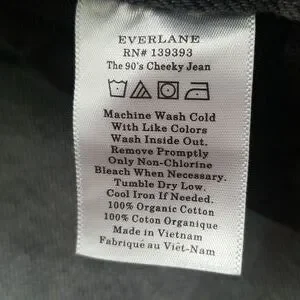 EVERLANE
RN# 139393
The 90's Cheeky Jean
Machine Wash Cold
With Like Colors
Wash Inside Out.
Remove Promptly
Only Non-Chlorine
Bleach When Necessary.
Tumble Dry Low.
Cool Iron If Needed.
100% Organic Cotton
100% Coton Organique
Made in Vietnam
Fabriqué au Viêt-Nam